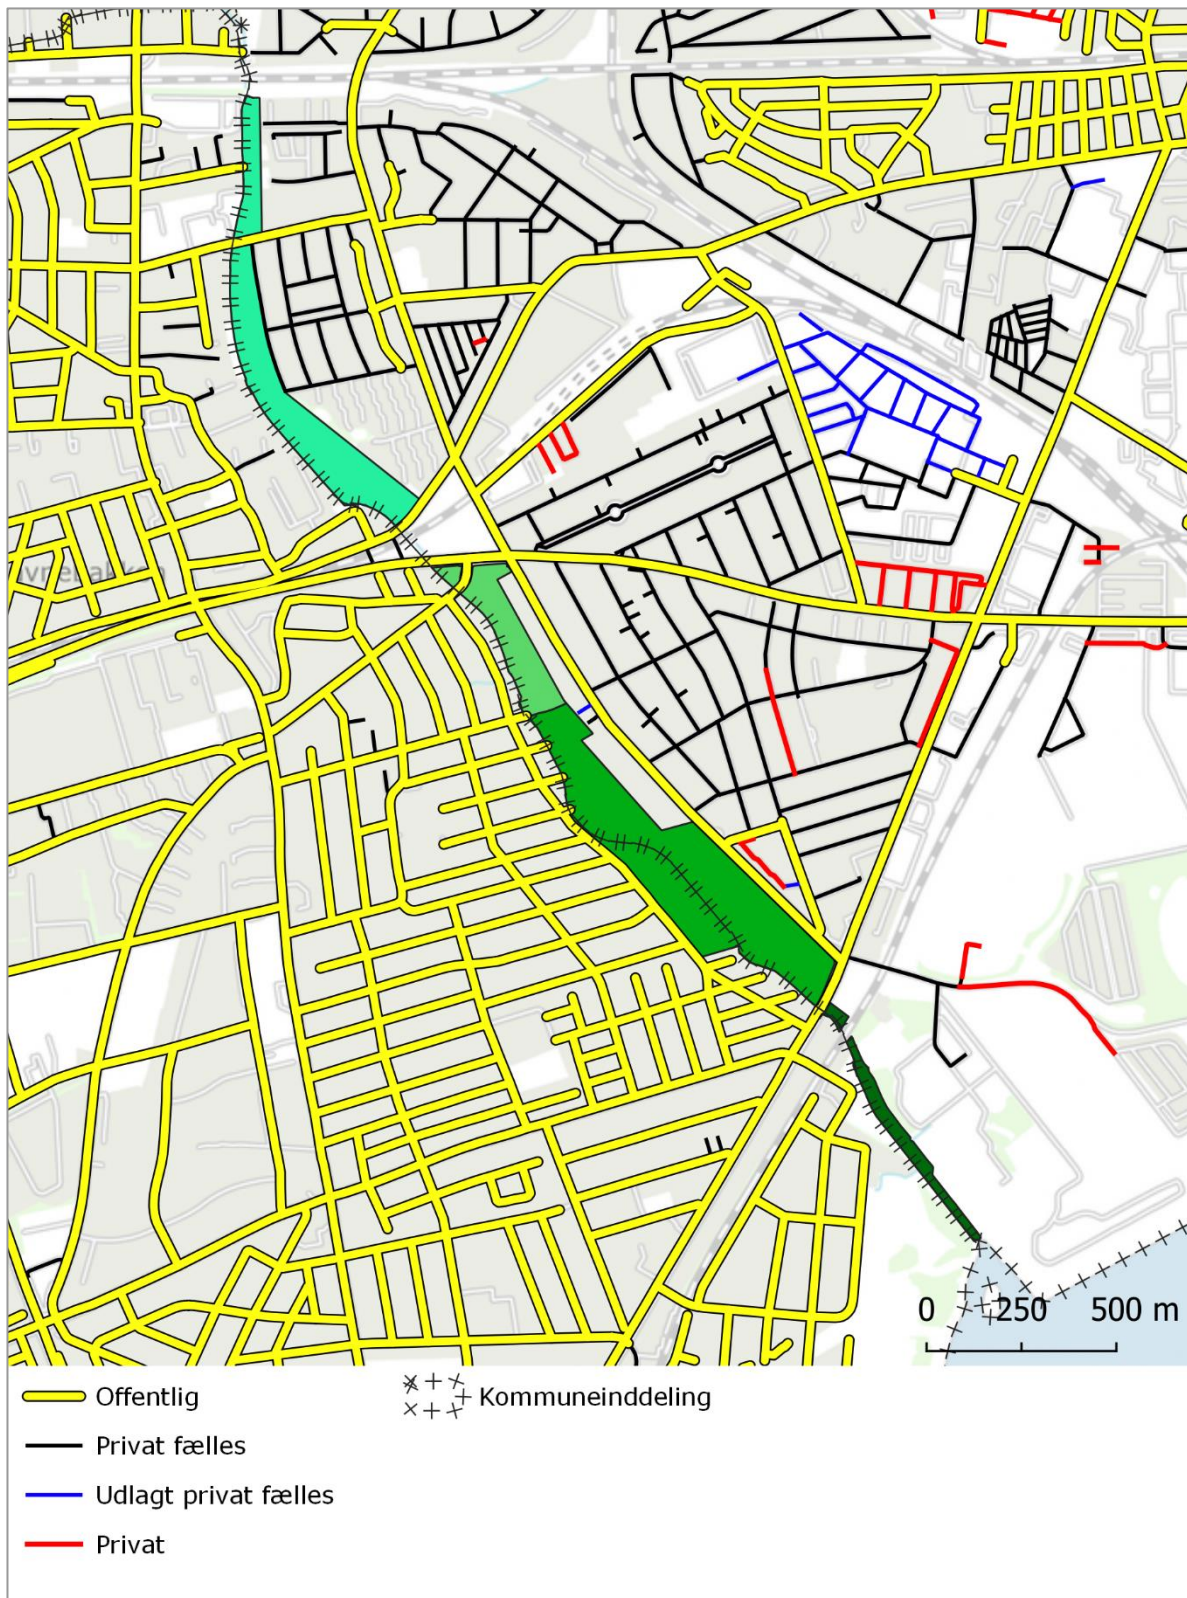 0 250 500 m
Offentlig
Kommuneinddeling
Privat fælles
Udlagt privat fælles
Privat